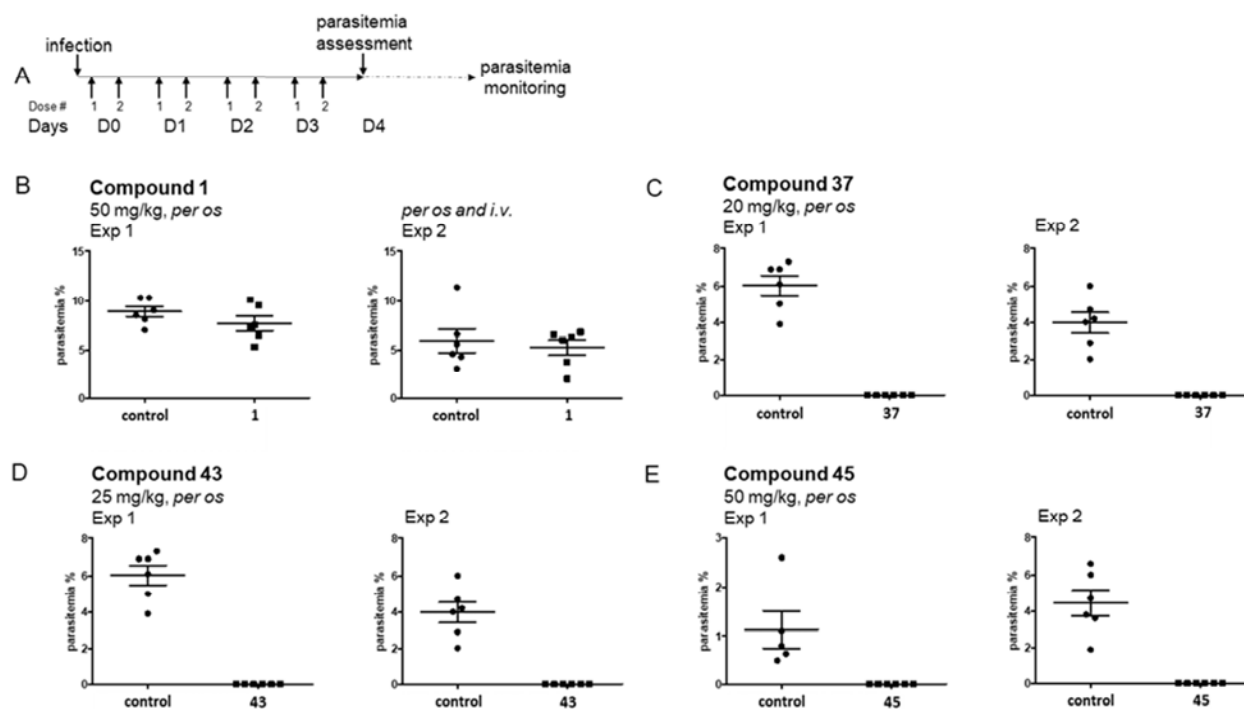 parasitemia
assessment
infection
A
parasitemia
monitoring
Dose # 1 2 1 2 1 2 1 2
Days D0 D1 D2 D3 D4
B
Compound 1
50 mg/kg, per os
Exp 1
per os and i.v.
Exp 2
15
10
5
0
parasitemia %
control 1
15
10
5
0
parasitemia %
control 1
C
Compound 37
20 mg/kg, per os
Exp 1
Exp 2
8
6
4
2
0
parasitemia %
control 37
8
6
4
2
0
parasitemia %
control 37
D
Compound 43
25 mg/kg, per os
Exp 1
Exp 2
8
6
4
2
0
parasitemia %
control 43
8
6
4
2
0
parasitemia %
control 43
E
Compound 45
50 mg/kg, per os
Exp 1
Exp 2
3
2
1
0
parasitemia %
control 45
8
6
4
2
0
parasitemia %
control 45